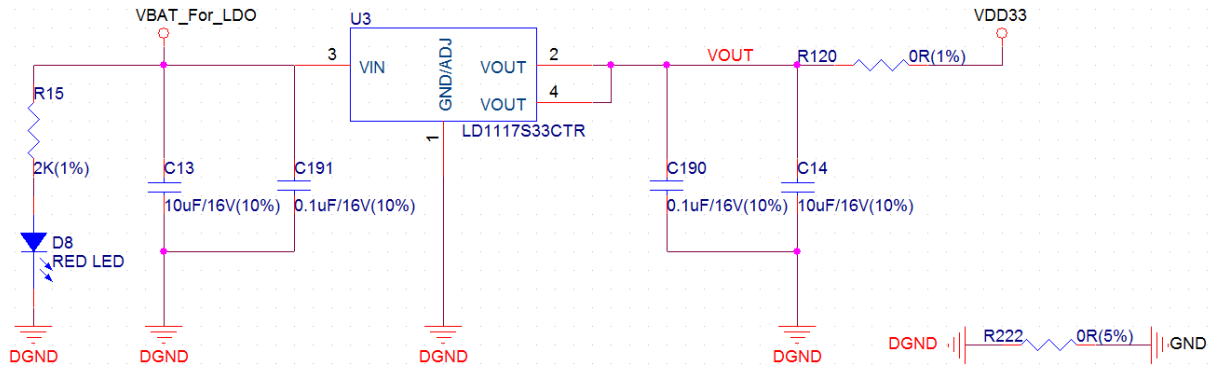 VBAT_For_LDO
U3
VDD33
3
VIN
GND/ADJ
VOUT
2
VOUT
4
VOUT
R120
0R(1%)
LD1117S33CTR
1
R15
2K(1%)
C13
10uF/16V(10%)
C191
0.1uF/16V(10%)
C190
0.1uF/16V(10%)
C14
10uF/16V(10%)
D8
RED LED
DGND
DGND
DGND
DGND
DGND
R222
0R(5%)
GND